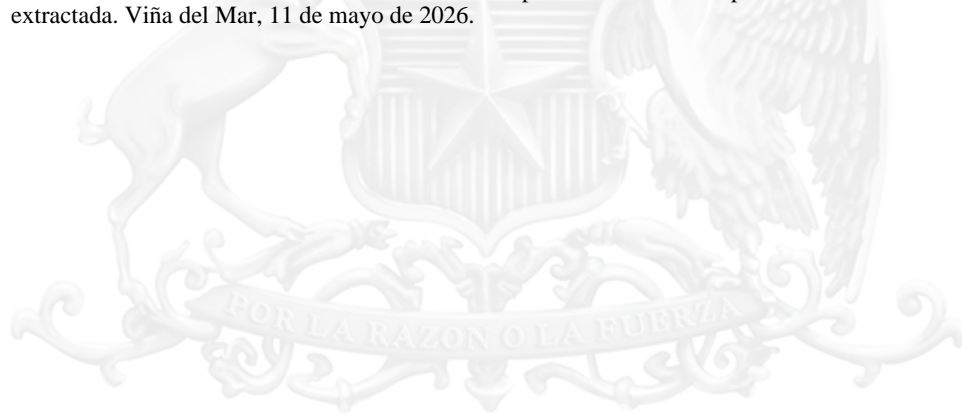 extractada. Viña del Mar, 11 de mayo de 2026.
POR LA RAZON O LA FUERZA